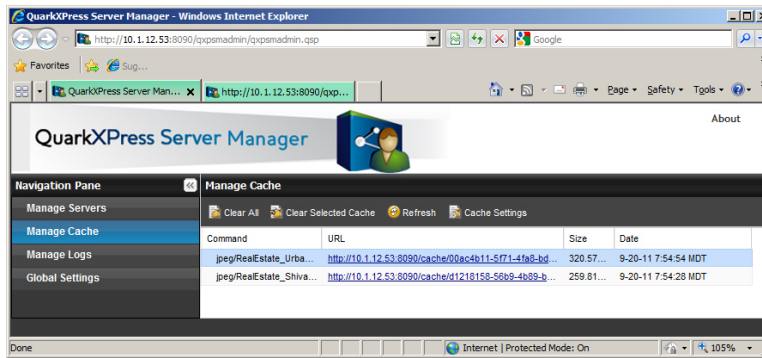 QuarkXPress Server Manager - Windows Internet Explorer
http://10.1.12.53:8090/qxpsmadmin/qxpsmadmin.qsp
Google
Favorites Sug...
QuarkXPress Server Man... http://10.1.12.53:8090/qxp... Page Safety Tools
About
QuarkXPress Server Manager
Navigation Pane Manage Cache
Manage Servers
Clear All Clear Selected Cache Refresh Cache Settings
Manage Cache
Command URL Size Date
Manage Logs
jpeg/RealEstate_Urba... http://10.1.12.53:8090/cache/00ac4b11-5f71-4fa8-bd... 320.57... 9-20-11 7:54:54 MDT
Global Settings
jpeg/RealEstate_Shiva... http://10.1.12.53:8090/cache/d1218158-56b9-4b89-b... 259.81... 9-20-11 7:54:28 MDT
Done Internet | Protected Mode: On 105%